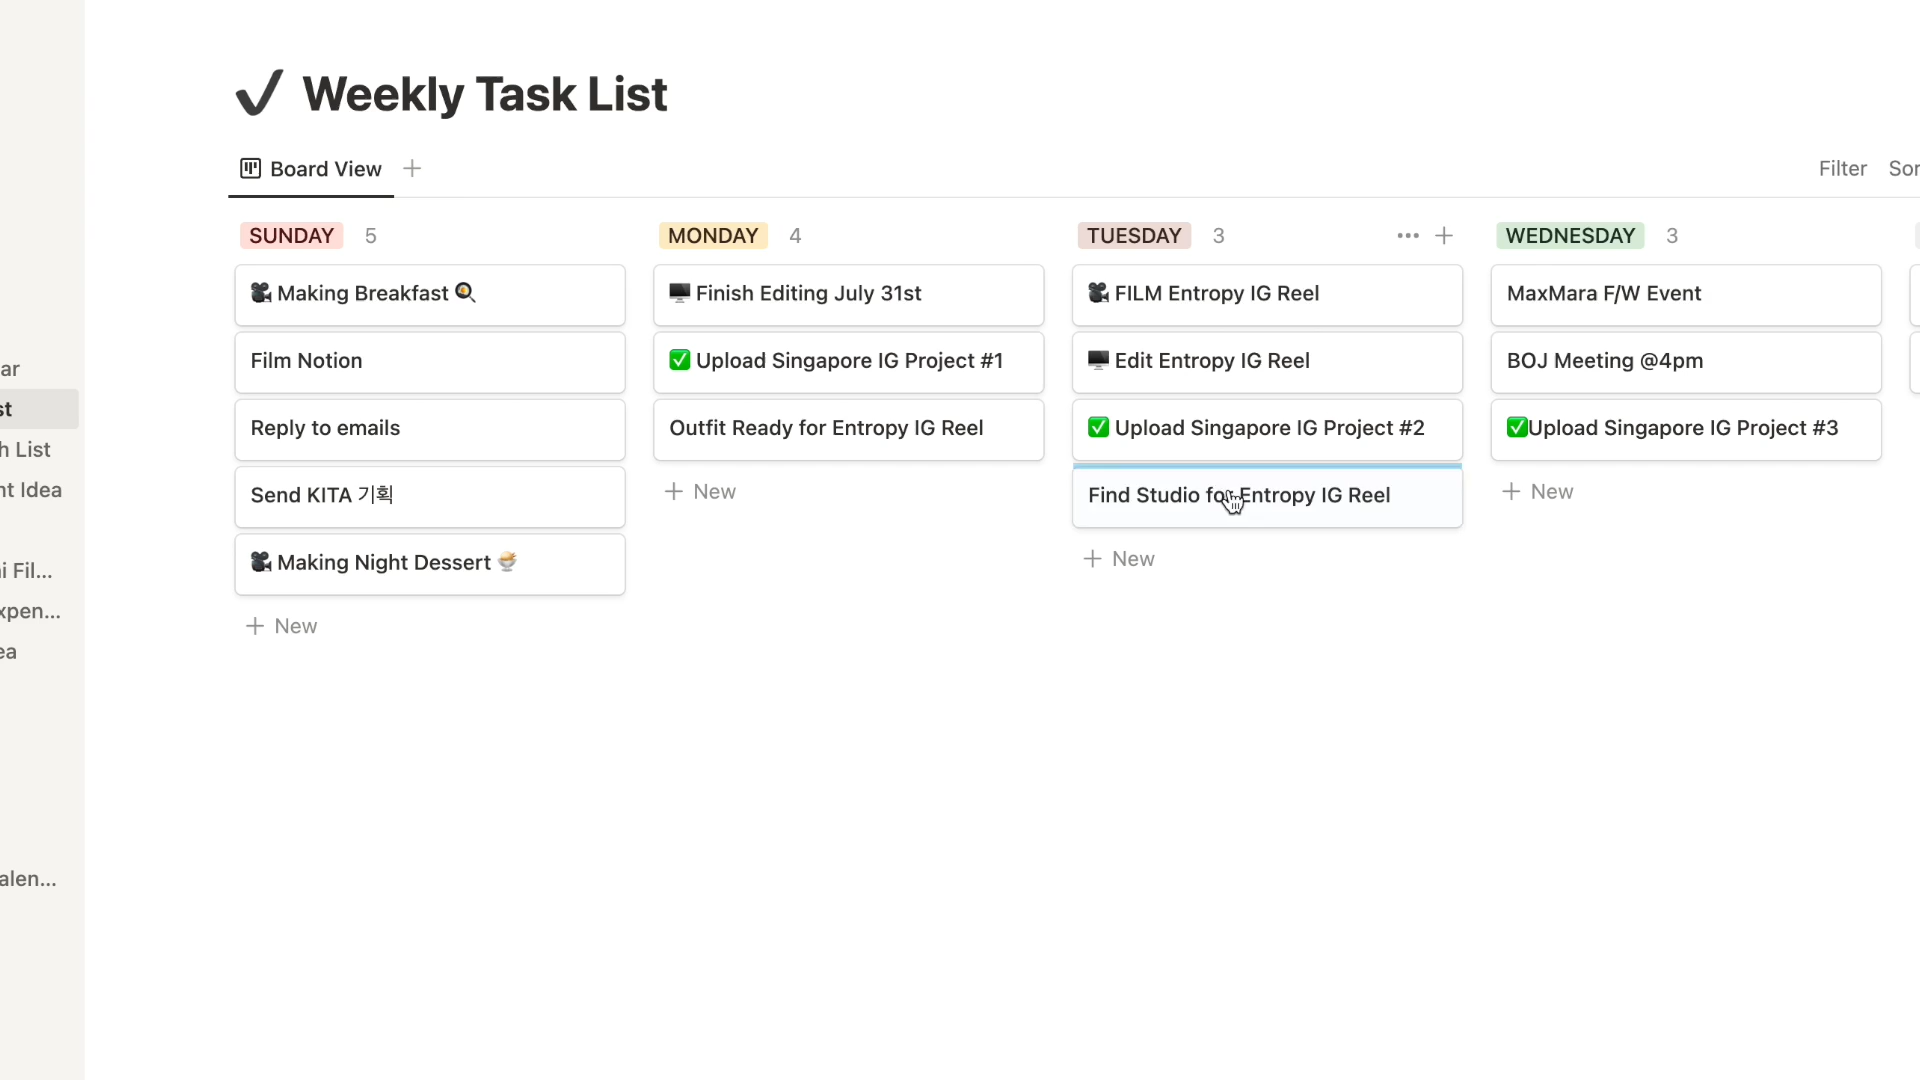 ✔ Weekly Task List
Board View +
Filter Sor
SUNDAY 5
🎥 Making Breakfast 🍳
Film Notion
Reply to emails
Send KITA 기획
🎥 Making Night Dessert 🍨
+ New
MONDAY 4
🖥️ Finish Editing July 31st
✅ Upload Singapore IG Project #1
Outfit Ready for Entropy IG Reel
+ New
TUESDAY 3 ••• +
🎥 FILM Entropy IG Reel
🖥️ Edit Entropy IG Reel
✅ Upload Singapore IG Project #2
Find Studio for Entropy IG Reel
+ New
WEDNESDAY 3
MaxMara F/W Event
BOJ Meeting @4pm
✅Upload Singapore IG Project #3
+ New
ar
st
h List
nt Idea
i Fil...
xpen...
ea
alen...